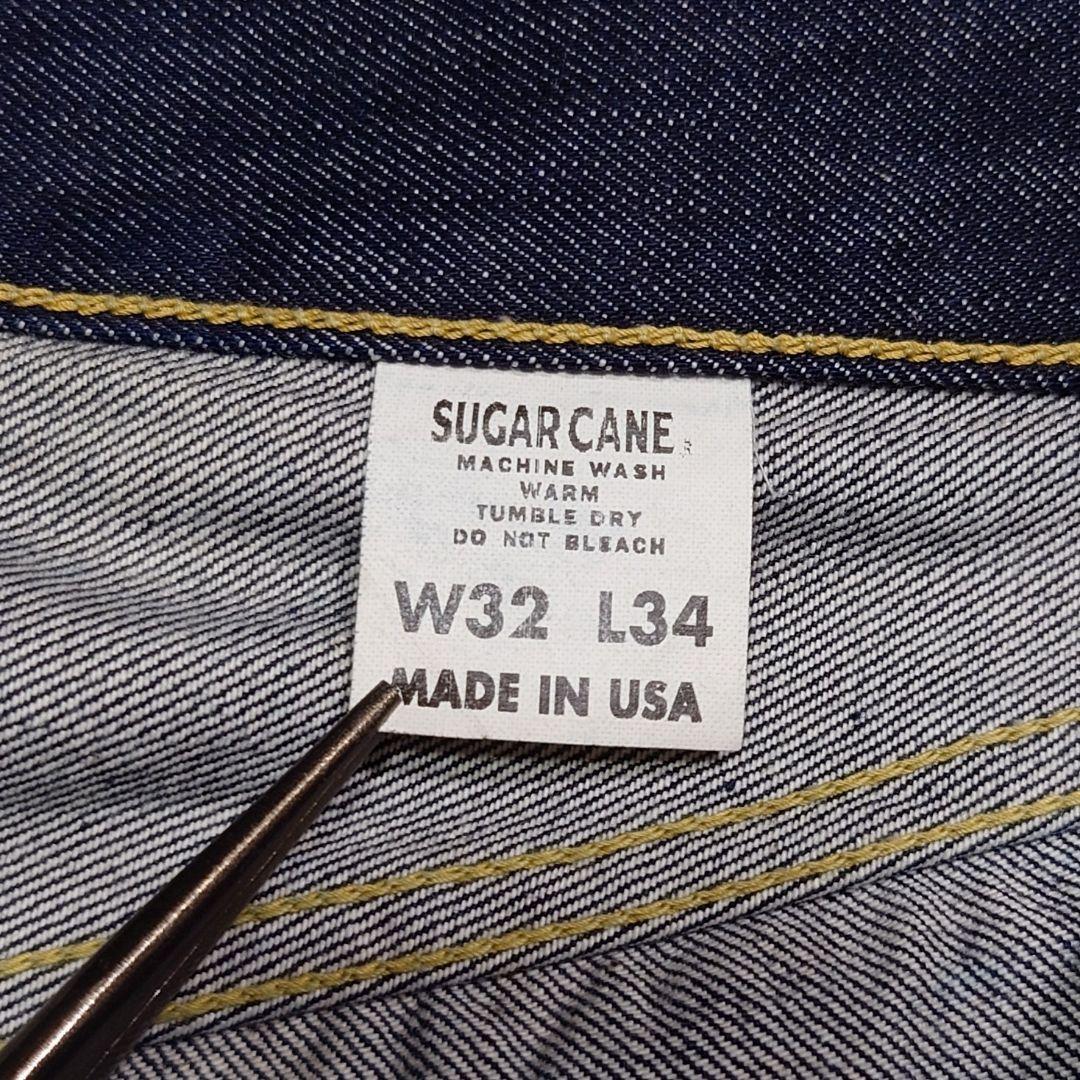 SUGAR CANE
MACHINE WASH
WARM
TUMBLE DRY
DO NOT BLEACH
W32 L34
MADE IN USA